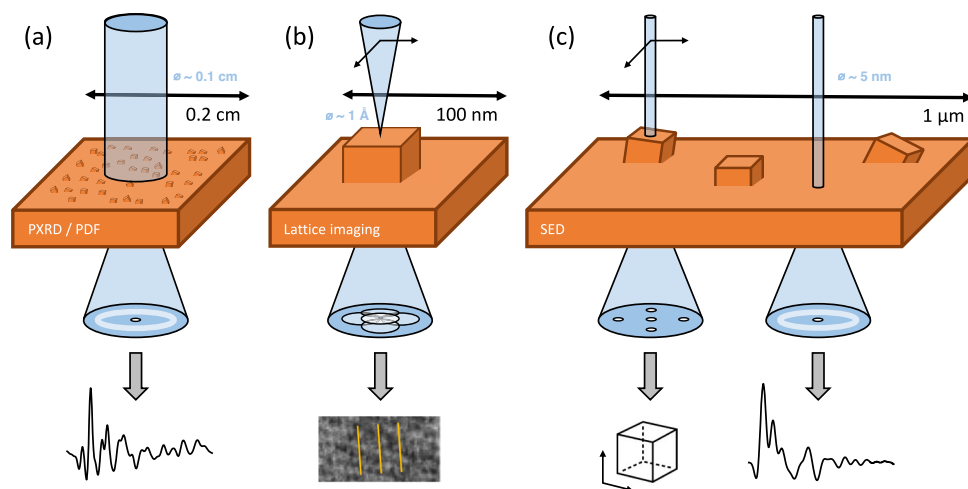 (a)
ø ~ 0.1 cm
0.2 cm
PXRD / PDF
(b)
ø ~ 1 Å
100 nm
Lattice imaging
(c)
ø ~ 5 nm
1 µm
SED